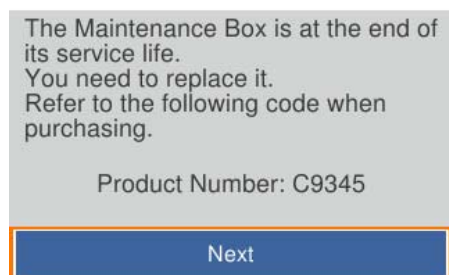 The Maintenance Box is at the end of
its service life.
You need to replace it.
Refer to the following code when
purchasing.
Product Number: C9345
Next